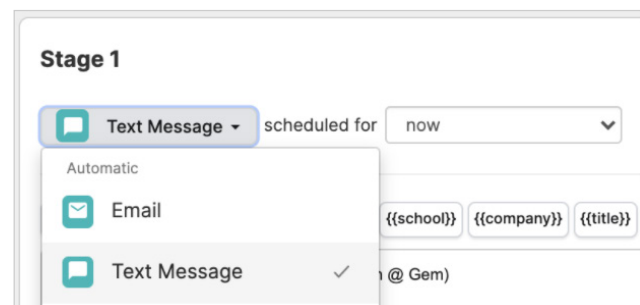 Stage 1
Text Message scheduled for now
Automatic
Email
{{school}} {{company}} {{title}}
Text Message
@ Gem)